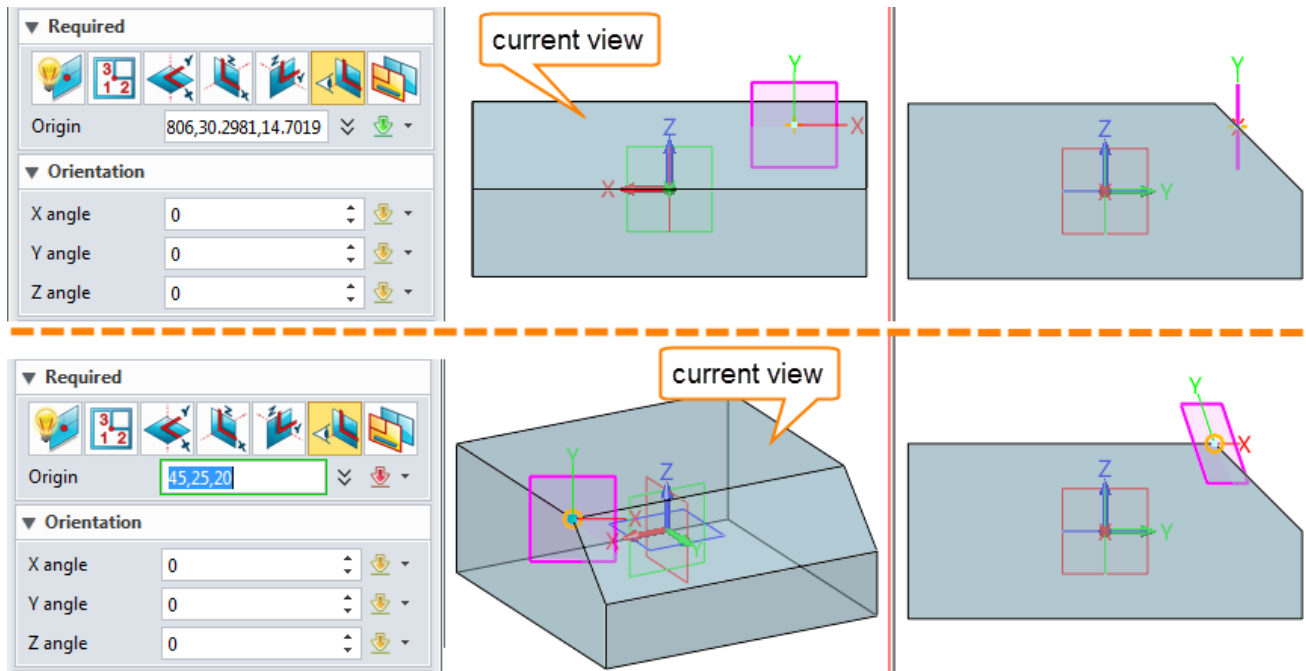 ▼ Required
3
1 2
Y
X
Z
X
Z
Y
Origin 806,30.2981,14.7019
▼ Orientation
X angle 0
Y angle 0
Z angle 0
current view
Y
X
Z
X
Y
Z
Y
▼ Required
3
1 2
Y
X
Z
X
Z
Y
Origin 45,25,20
▼ Orientation
X angle 0
Y angle 0
Z angle 0
current view
Y
X
Z
X
Y
Y
X
Z
Y